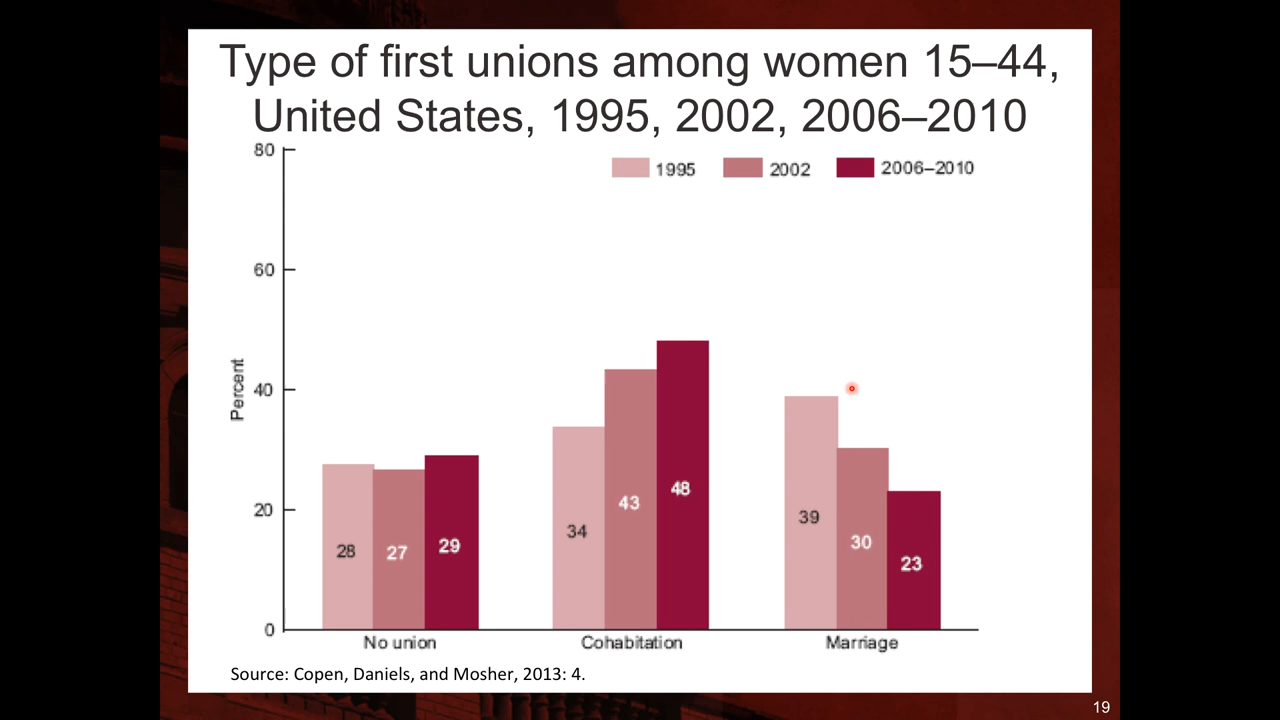 Type of first unions among women 15–44,
United States, 1995, 2002, 2006–2010
80
1995
2002
2006–2010
60
40
20
0
Percent
28
27
29
34
43
48
39
30
23
No union
Cohabitation
Marriage
Source: Copen, Daniels, and Mosher, 2013: 4.
19